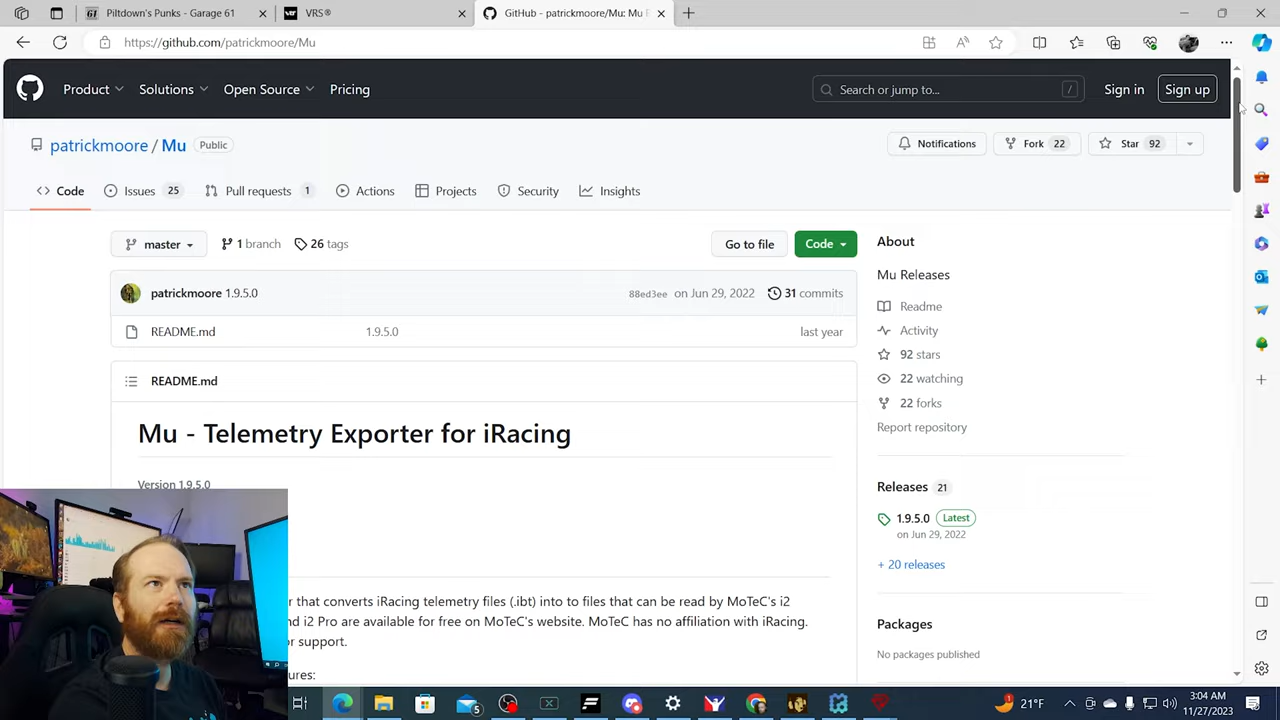 Piltdown's Punks - Garage 61
VRS®
GitHub - patrickmoore/Mu: Mu
https://github.com/patrickmoore/Mu
Product
Solutions
Open Source
Pricing
Search or jump to...
/
Sign in
Sign up
patrickmoore / Mu
Public
Notifications
Fork 22
Star 92
Code
Issues 25
Pull requests 1
Actions
Projects
Security
Insights
master
1 branch
26 tags
Go to file
Code
patrickmoore 1.9.5.0
88ed3ee on Jun 29, 2022
31 commits
README.md
1.9.5.0
last year
README.md
Mu - Telemetry Exporter for iRacing
Version 1.9.5.0
r that converts iRacing telemetry files (.ibt) into to files that can be read by MoTeC's i2
nd i2 Pro are available for free on MoTeC's website. MoTeC has no affiliation with iRacing.
or support.
ures:
About
Mu Releases
Readme
Activity
92 stars
22 watching
22 forks
Report repository
Releases 21
1.9.5.0 Latest
on Jun 29, 2022
+ 20 releases
Packages
No packages published
5
21°F
3:04 AM
11/27/2023